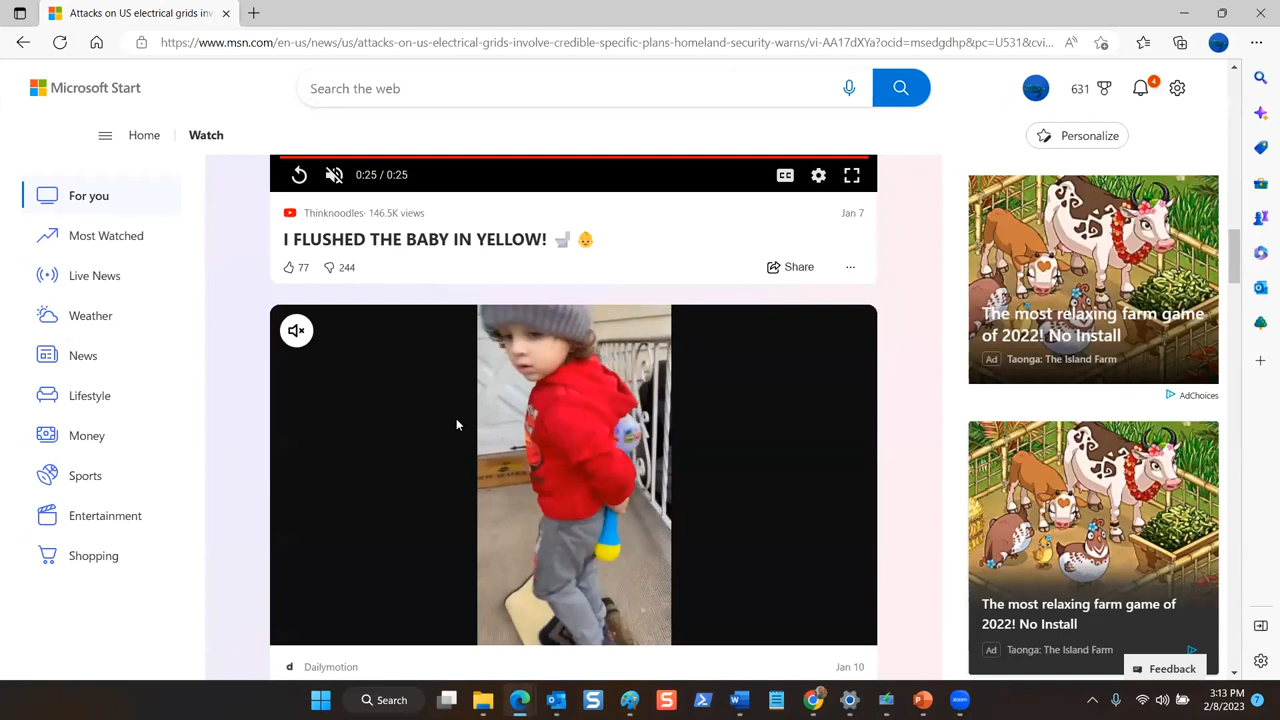 Attacks on US electrical grids inv
https://www.msn.com/en-us/news/us/attacks-on-us-electrical-grids-involve-credible-specific-plans-homeland-security-warns/vi-AA17dXYa?ocid=msedgdhp&pc=U531&cvi...
Microsoft Start
Search the web
631
4
Home
Watch
Personalize
For you
Most Watched
Live News
Weather
News
Lifestyle
Money
Sports
Entertainment
Shopping
0:25 / 0:25
CC
Thinknoodles · 146.5K views
Jan 7
I FLUSHED THE BABY IN YELLOW! 🚽 👶
77
244
Share
...
d Dailymotion
Jan 10
The most relaxing farm game
of 2022! No Install
Ad Taonga: The Island Farm
AdChoices
The most relaxing farm game of
2022! No Install
Ad Taonga: The Island Farm
Feedback
Search
3:13 PM
2/8/2023
7